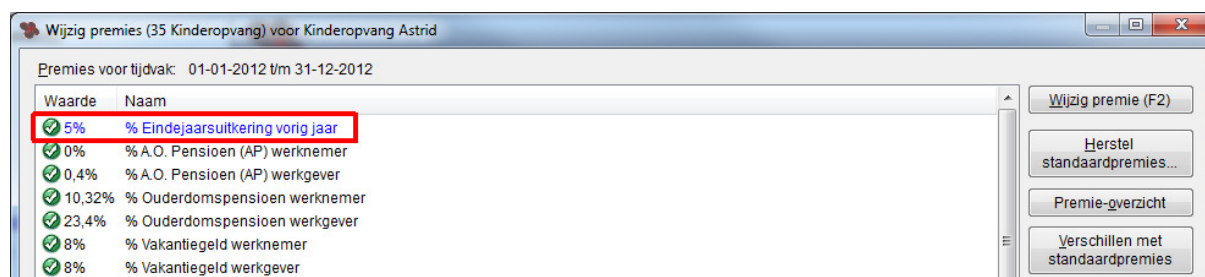 Wijzig premies (35 Kinderopvang) voor Kinderopvang Astrid
Premies voor tijdvak: 01-01-2012 t/m 31-12-2012
Waarde Naam
5% % Eindejaarsuitkering vorig jaar
0% % A.O. Pensioen (AP) werknemer
0,4% % A.O. Pensioen (AP) werkgever
10,32% % Ouderdomspensioen werknemer
23,4% % Ouderdomspensioen werkgever
8% % Vakantiegeld werknemer
8% % Vakantiegeld werkgever
Wijzig premie (F2)
Herstel
standaardpremies...
Premie-overzicht
Verschillen met
standaardpremies